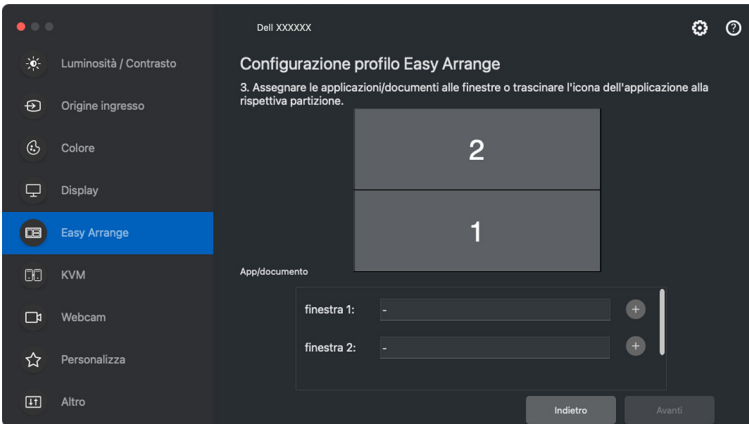 Dell XXXXXX
Luminosità / Contrasto
Origine ingresso
Colore
Display
Easy Arrange
KVM
Webcam
Personalizza
Altro
Configurazione profilo Easy Arrange
3. Assegnare le applicazioni/documenti alle finestre o trascinare l'icona dell'applicazione alla
rispettiva partizione.
2
1
App/documento
finestra 1:
-
finestra 2:
-
Indietro
Avanti